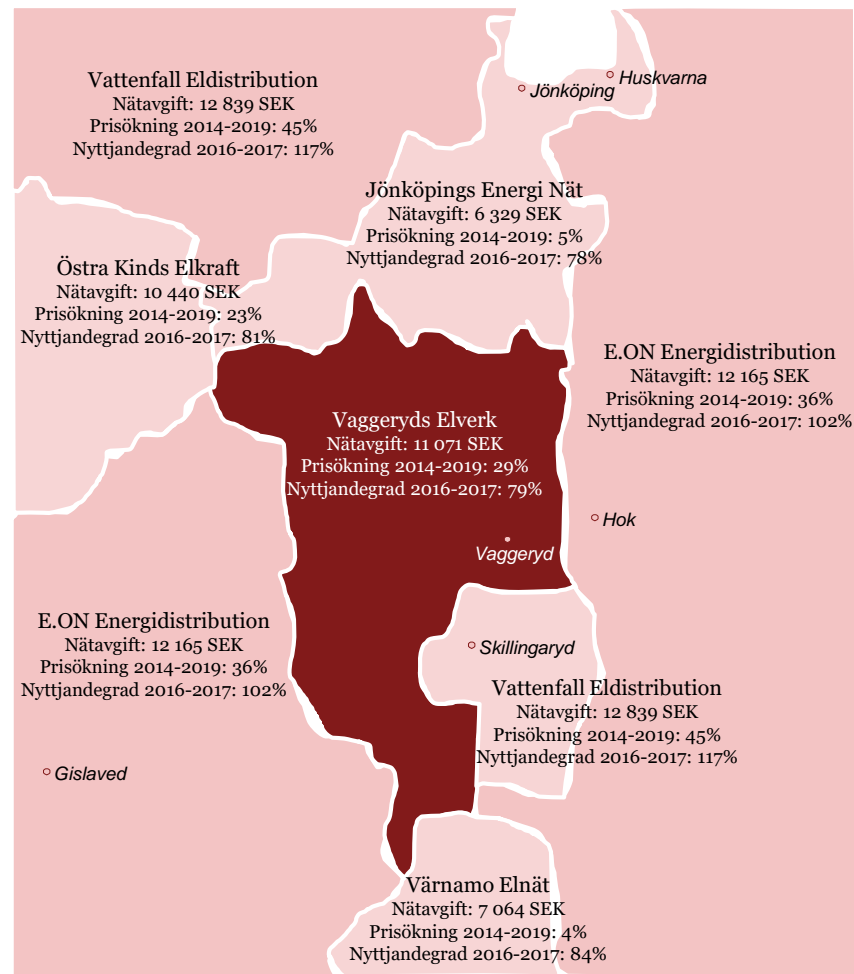 Huskvarna
Jönköping
Vattenfall Eldistribution
Nätavgift: 12 839 SEK
Prisökning 2014-2019: 45%
Nyttjandegrad 2016-2017: 117%
Jönköpings Energi Nät
Nätavgift: 6 329 SEK
Prisökning 2014-2019: 5%
Nyttjandegrad 2016-2017: 78%
Östra Kinds Elkraft
Nätavgift: 10 440 SEK
Prisökning 2014-2019: 23%
Nyttjandegrad 2016-2017: 81%
E.ON Energidistribution
Nätavgift: 12 165 SEK
Prisökning 2014-2019: 36%
Nyttjandegrad 2016-2017: 102%
Vaggeryds Elverk
Nätavgift: 11 071 SEK
Prisökning 2014-2019: 29%
Nyttjandegrad 2016-2017: 79%
Hok
Vaggeryd
E.ON Energidistribution
Nätavgift: 12 165 SEK
Prisökning 2014-2019: 36%
Nyttjandegrad 2016-2017: 102%
Skillingaryd
Vattenfall Eldistribution
Nätavgift: 12 839 SEK
Prisökning 2014-2019: 45%
Nyttjandegrad 2016-2017: 117%
Gislaved
Värnamo Elnät
Nätavgift: 7 064 SEK
Prisökning 2014-2019: 4%
Nyttjandegrad 2016-2017: 84%